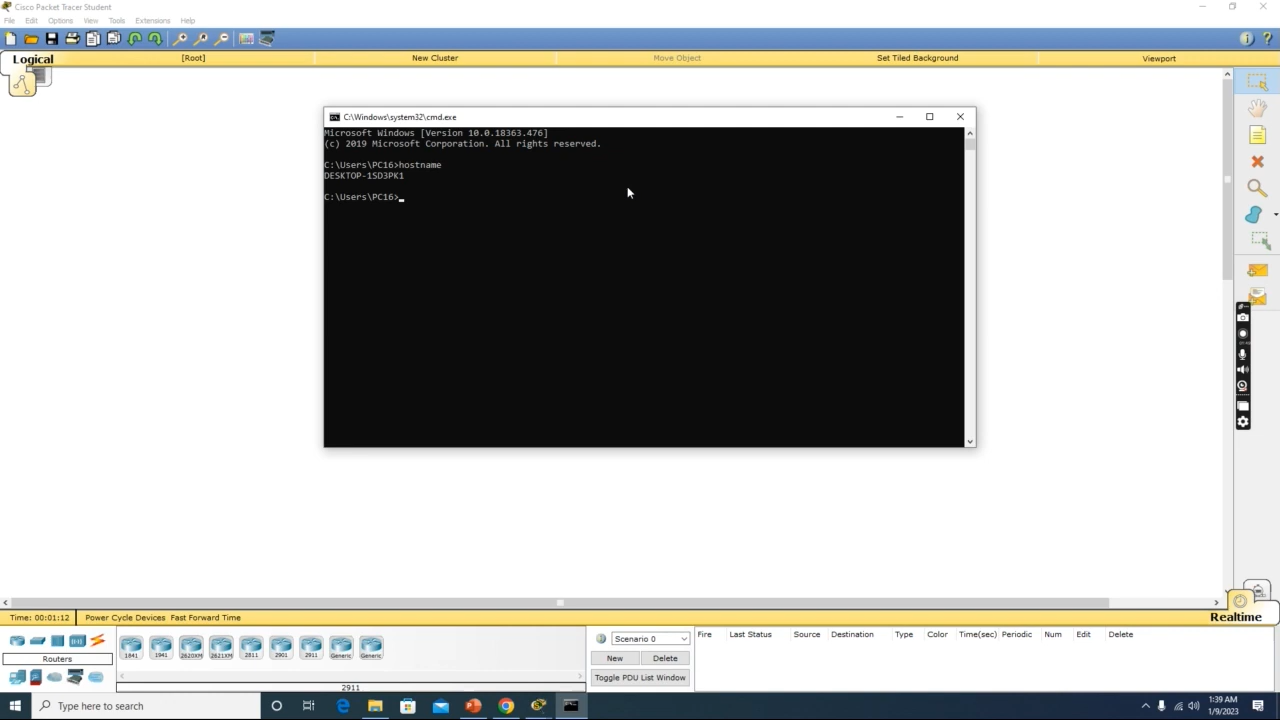 Cisco Packet Tracer Student
File Edit Options View Tools Extensions Help
Logical [Root] New Cluster Move Object Set Tiled Background Viewport
C:\Windows\system32\cmd.exe
Microsoft Windows [Version 10.0.18363.476]
(c) 2019 Microsoft Corporation. All rights reserved.
C:\Users\PC16>hostname
DESKTOP-1SD3PK1
C:\Users\PC16>
Time: 00:01:12 Power Cycle Devices Fast Forward Time Realtime
Routers
1841 1941 2620XM 2621XM 2811 2901 2911 Generic Generic
2911
Scenario 0
New Delete
Toggle PDU List Window
Fire Last Status Source Destination Type Color Time(sec) Periodic Num Edit Delete
Type here to search
1:39 AM
1/9/2023